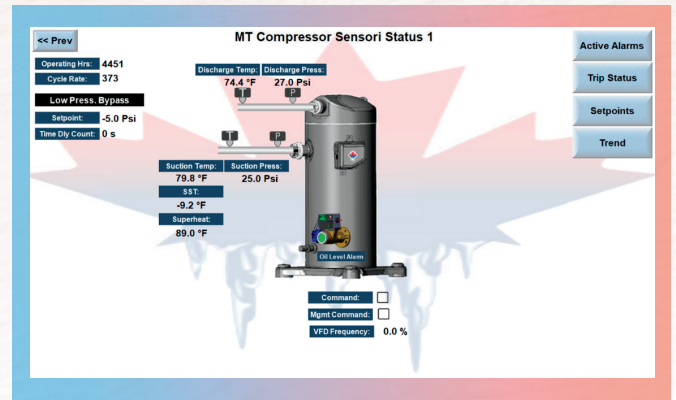 << Prev
MT Compressor Sensori Status 1
Active Alarms
Operating Hrs: 4451
Cycle Rate: 373
Discharge Temp: Discharge Press:
74.4 °F 27.0 Psi
Trip Status
T P
Low Press. Bypass
Setpoint: -5.0 Psi
Setpoints
Time Dly Count: 0 s
T P
Trend
Suction Temp: Suction Press:
79.8 °F 25.0 Psi
SST:
-9.2 °F
Superheat:
89.0 °F
Oil Level Alarm
Command:
Mgmt Command:
VFD Frequency: 0.0 %